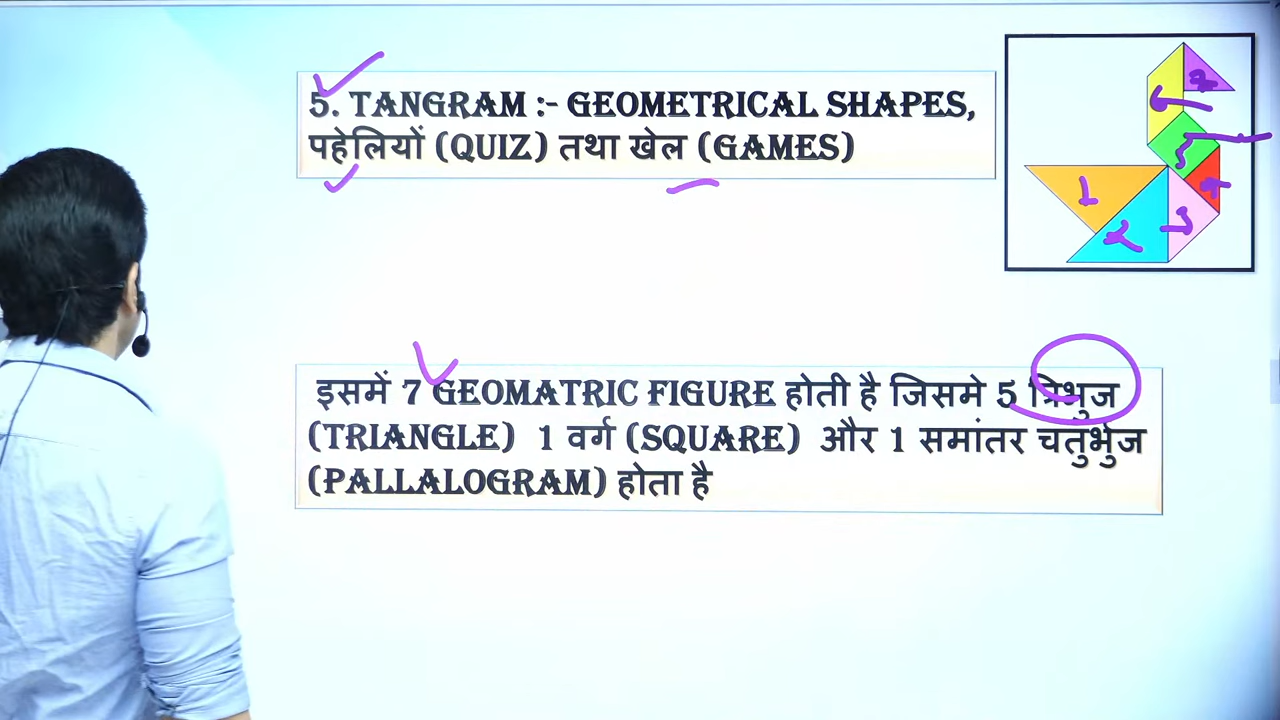 5. TANGRAM :- GEOMETRICAL SHAPES,
पहेलियों (QUIZ) तथा खेल (GAMES)
इसमें 7 GEOMATRIC FIGURE होती है जिसमे 5 त्रिभुज
(TRIANGLE) 1 वर्ग (SQUARE) और 1 समांतर चतुर्भुज
(PALLALOGRAM) होता है